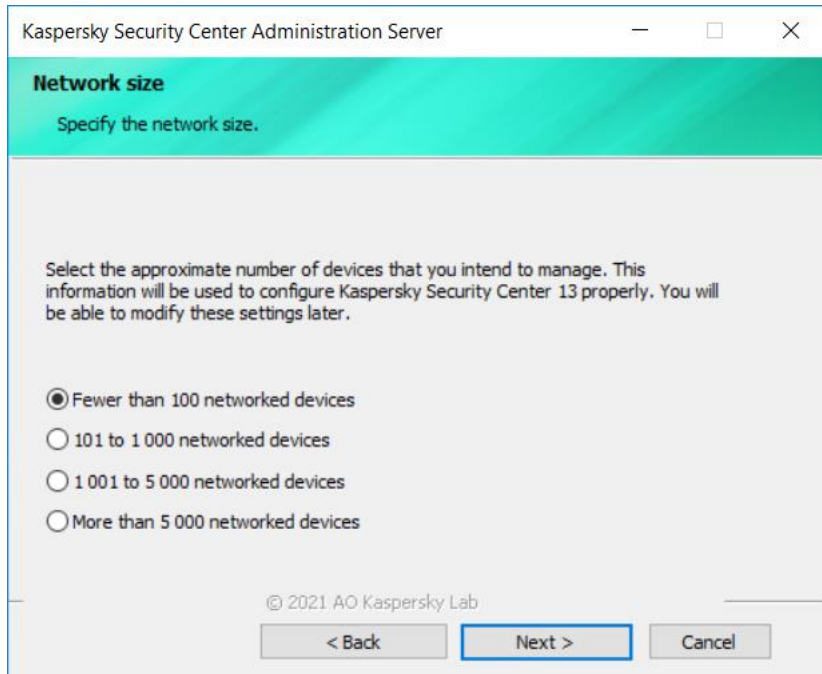 Kaspersky Security Center Administration Server
Network size
Specify the network size.
Select the approximate number of devices that you intend to manage. This
information will be used to configure Kaspersky Security Center 13 properly. You will
be able to modify these settings later.
Fewer than 100 networked devices
101 to 1 000 networked devices
1 001 to 5 000 networked devices
More than 5 000 networked devices
© 2021 AO Kaspersky Lab
< Back Next > Cancel